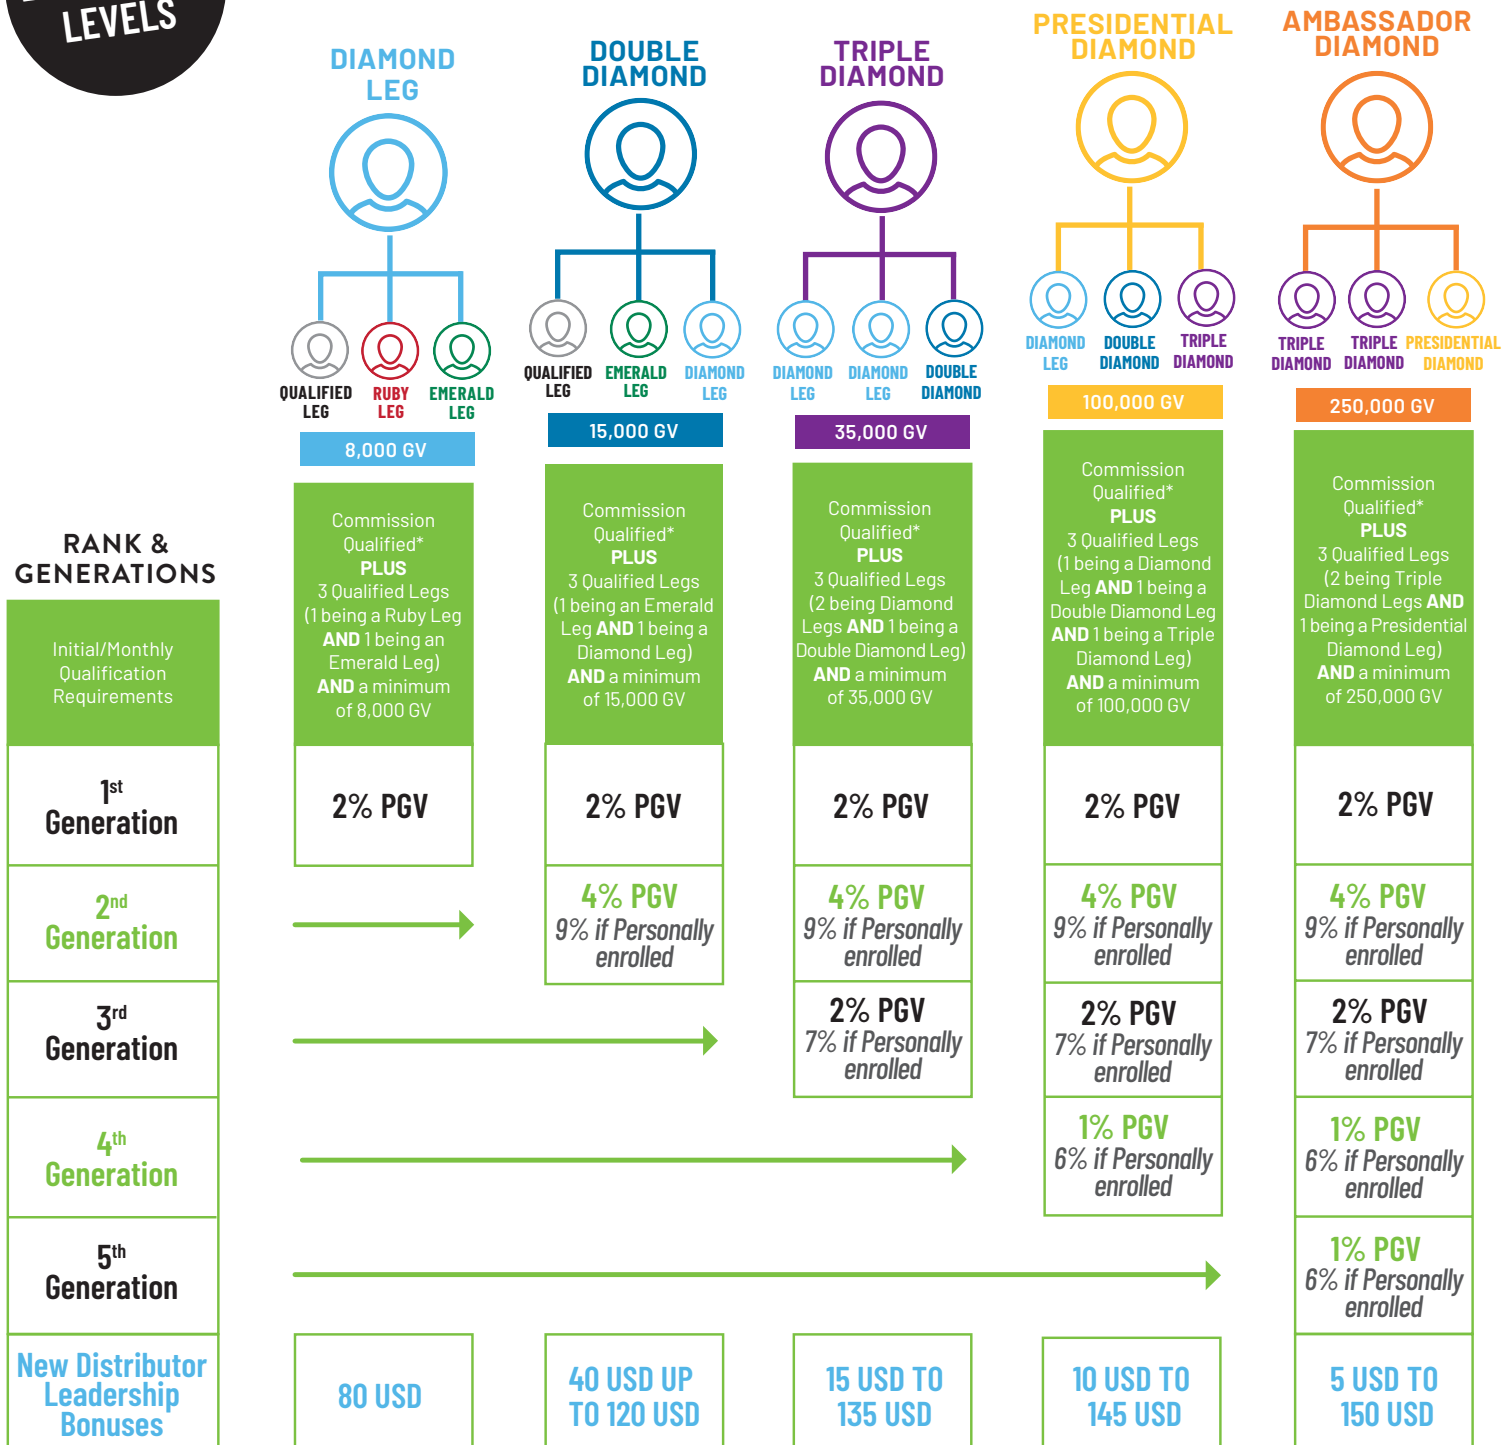 LEVELS
DIAMOND
LEG
DOUBLE
DIAMOND
TRIPLE
DIAMOND
PRESIDENTIAL
DIAMOND
AMBASSADOR
DIAMOND
QUALIFIED
LEG
RUBY
LEG
EMERALD
LEG
QUALIFIED
LEG
EMERALD
LEG
DIAMOND
LEG
DIAMOND
LEG
DIAMOND
LEG
DOUBLE
DIAMOND
DIAMOND
LEG
DOUBLE
DIAMOND
TRIPLE
DIAMOND
TRIPLE
DIAMOND
TRIPLE
DIAMOND
PRESIDENTIAL
DIAMOND
8,000 GV
15,000 GV
35,000 GV
100,000 GV
250,000 GV
RANK &
GENERATIONS
Initial/Monthly
Qualification
Requirements
Commission
Qualified*
PLUS
3 Qualified Legs
(1 being a Ruby Leg
AND 1 being an
Emerald Leg)
AND a minimum
of 8,000 GV
Commission
Qualified*
PLUS
3 Qualified Legs
(1 being an Emerald
Leg AND 1 being a
Diamond Leg)
AND a minimum
of 15,000 GV
Commission
Qualified*
PLUS
3 Qualified Legs
(2 being Diamond
Legs AND 1 being a
Double Diamond Leg)
AND a minimum
of 35,000 GV
Commission
Qualified*
PLUS
3 Qualified Legs
(1 being a Diamond
Leg AND 1 being a
Double Diamond Leg
AND 1 being a Triple
Diamond Leg)
AND a minimum
of 100,000 GV
Commission
Qualified*
PLUS
3 Qualified Legs
(2 being Triple
Diamond Legs AND
1 being a Presidential
Diamond Leg)
AND a minimum
of 250,000 GV
1st
Generation
2% PGV
2% PGV
2% PGV
2% PGV
2% PGV
2nd
Generation
4% PGV
9% if Personally
enrolled
4% PGV
9% if Personally
enrolled
4% PGV
9% if Personally
enrolled
4% PGV
9% if Personally
enrolled
3rd
Generation
2% PGV
7% if Personally
enrolled
2% PGV
7% if Personally
enrolled
2% PGV
7% if Personally
enrolled
4th
Generation
1% PGV
6% if Personally
enrolled
1% PGV
6% if Personally
enrolled
5th
Generation
1% PGV
6% if Personally
enrolled
New Distributor
Leadership
Bonuses
80 USD
40 USD UP
TO 120 USD
15 USD TO
135 USD
10 USD TO
145 USD
5 USD TO
150 USD